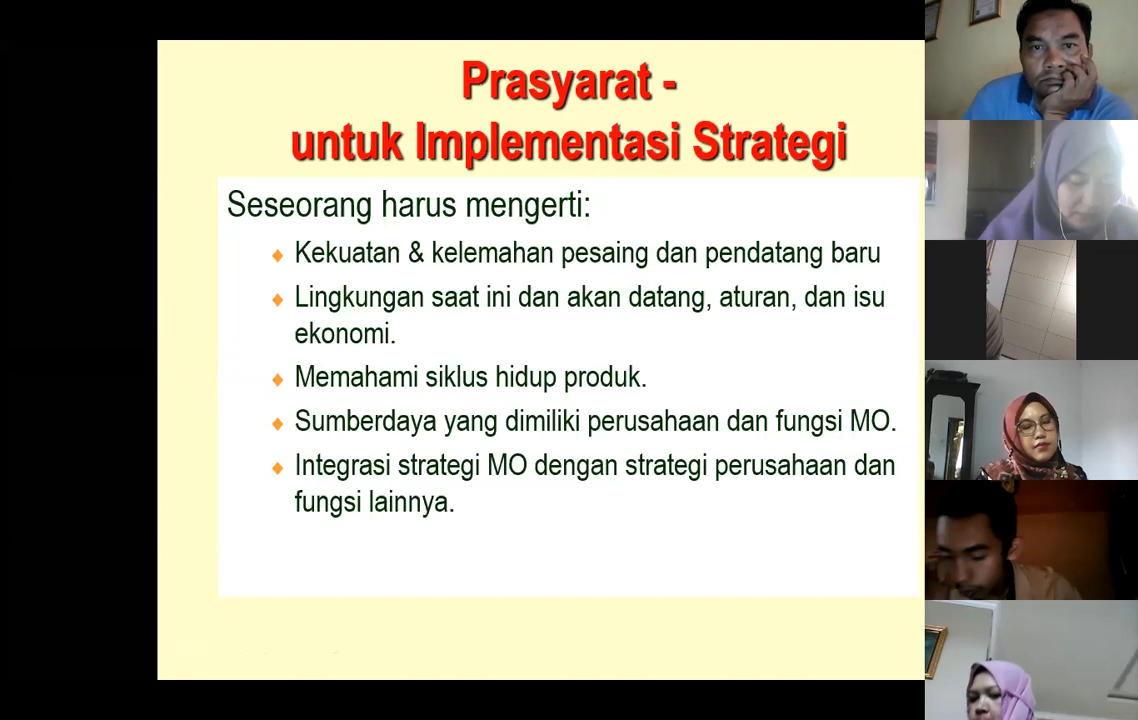 Prasyarat -
untuk Implementasi Strategi
Seseorang harus mengerti:
Kekuatan & kelemahan pesaing dan pendatang baru
Lingkungan saat ini dan akan datang, aturan, dan isu
ekonomi.
Memahami siklus hidup produk.
Sumberdaya yang dimiliki perusahaan dan fungsi MO.
Integrasi strategi MO dengan strategi perusahaan dan
fungsi lainnya.